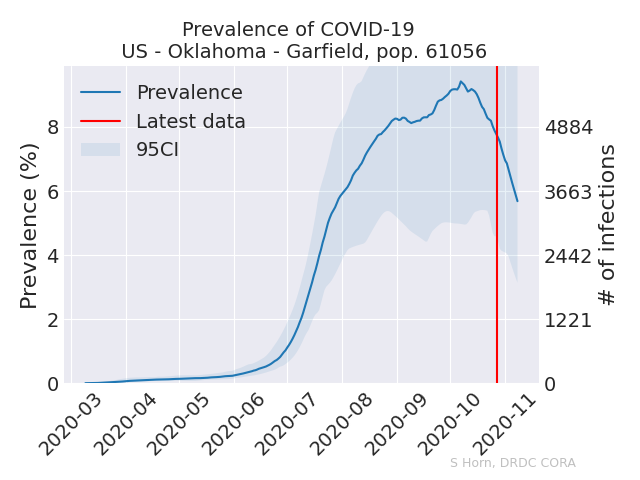 Prevalence of COVID-19
US - Oklahoma - Garfield, pop. 61056
Prevalence
Latest data
95CI
Prevalence (%)
8
6
4
2
0
4884
3663
2442
1221
0
# of infections
2020-03
2020-04
2020-05
2020-06
2020-07
2020-08
2020-09
2020-10
2020-11
S Horn, DRDC CORA